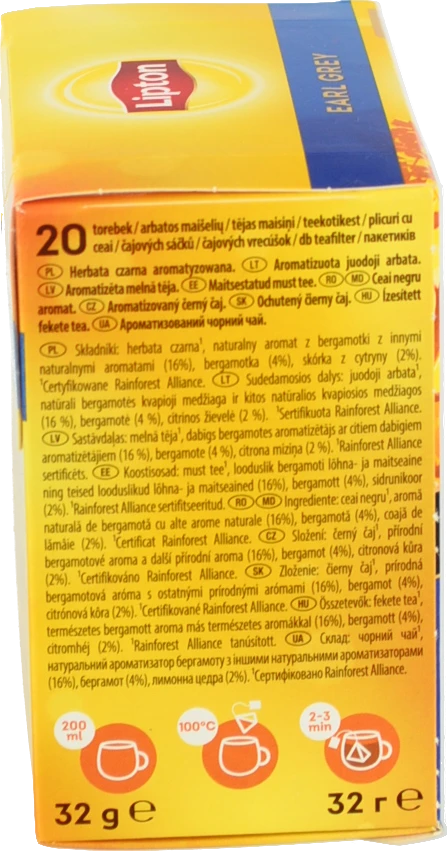 Lipton
EARL GREY
20 torebek / arbatos maišelių / tējas maisiņi / teekotikest / plicuri cu
ceai / čajových sáčků / čajových vrecúšok / db teafilter / пакетиків
PL Herbata czarna aromatyzowana. LT Aromatizuota juodoji arbata.
LV Aromatizēta melnā tēja. EE Maitsestatud must tee. RO MD Ceai negru
aromat. CZ Aromatizovaný černý čaj. SK Ochutený čierny čaj. HU Ízesített
fekete tea. UA Ароматизований чорний чай.
PL Składniki: herbata czarna¹, naturalny aromat z bergamotki z innymi
naturalnymi aromatami (16%), bergamotka (4%), skórka z cytryny (2%).
¹Certyfikowane Rainforest Alliance. LT Sudedamosios dalys: juodoji arbata¹,
natūrali bergamotės kvapioji medžiaga ir kitos natūralios kvapiosios medžiagos
(16 %), bergamotė (4 %), citrinos žievelė (2 %). ¹Sertifikuota Rainforest Alliance.
LV Sastāvdaļas: melnā tēja¹, dabīgs bergamotes aromatizētājs ar citiem dabīgiem
aromatizētājiem (16 %), bergamote (4 %), citrona miziņa (2 %). ¹Rainforest Alliance
sertificēts. EE Koostisosad: must tee¹, looduslik bergamoti lõhna- ja maitseaine
ning teised looduslikud lõhna- ja maitseained (16%), bergamott (4%), sidrunikoor
(2%). ¹Rainforest Alliance sertifitseeritud. RO MD Ingrediente: ceai negru¹, aromă
naturală de bergamotă cu alte arome naturale (16%), bergamotă (4%), coajă de
lămâie (2%). ¹Certificat Rainforest Alliance. CZ Složení: černý čaj¹, přírodní
bergamotové aroma a další přírodní aroma (16%), bergamot (4%), citronová kůra
(2%). ¹Certifikováno Rainforest Alliance. SK Zloženie: čierny čaj¹, prírodná
bergamotová aróma s ostatnými prírodnými arómami (16%), bergamot (4%),
citrónová kôra (2%). ¹Certifikované Rainforest Alliance. HU Összetevők: fekete tea¹,
természetes bergamott aroma más természetes aromákkal (16%), bergamott (4%),
citromhéj (2%). ¹Rainforest Alliance tanúsított. UA Склад: чорний чай¹,
натуральний ароматизатор бергамоту з іншими натуральними ароматизаторами
(16%), бергамот (4%), лимонна цедра (2%). ¹Сертифіковано Rainforest Alliance.
200 ml
100°C
2-3 min
32 g e
32 г e